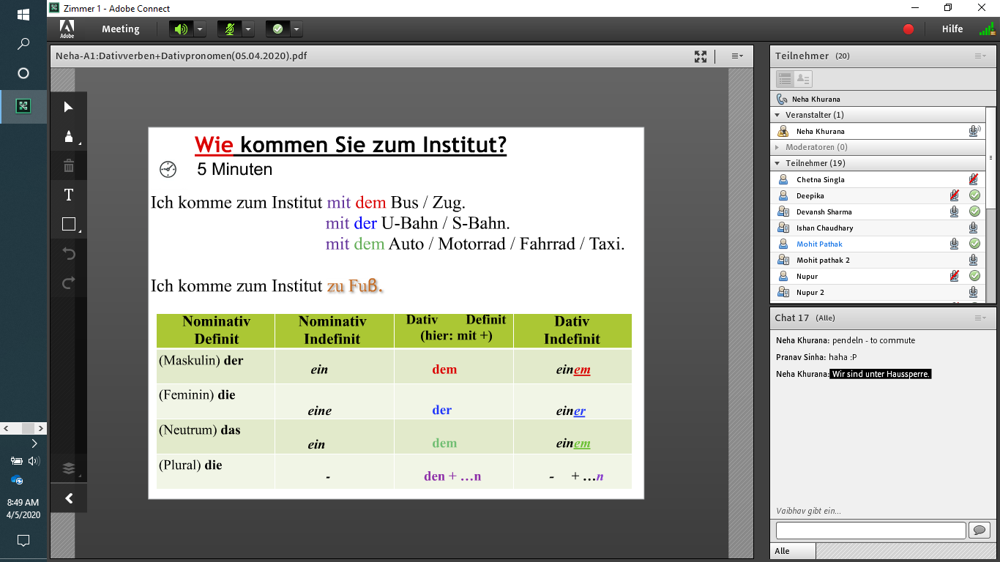 Zimmer 1 - Adobe Connect
Adobe
Meeting
Hilfe
Neha-A1:Dativverben+Dativpronomen(05.04.2020).pdf
Wie kommen Sie zum Institut?
5 Minuten
Ich komme zum Institut mit dem Bus / Zug.
mit der U-Bahn / S-Bahn.
mit dem Auto / Motorrad / Fahrrad / Taxi.
Ich komme zum Institut zu Fuß.
Nominativ Definit
Nominativ Indefinit
Dativ Definit (hier: mit +)
Dativ Indefinit
(Maskulin) der ein dem einem
(Feminin) die eine der einer
(Neutrum) das ein dem einem
(Plural) die - den + …n - + …n
Teilnehmer (20)
Neha Khurana
Veranstalter (1)
Neha Khurana
Moderatoren (0)
Teilnehmer (19)
Chetna Singla
Deepika
Devansh Sharma
Ishan Chaudhary
Mohit Pathak
Mohit pathak 2
Nupur
Nupur 2
Chat 17 (Alle)
Neha Khurana: pendeln - to commute
Pranav Sinha: haha :P
Neha Khurana: Wir sind unter Haussperre.
Vaibhav gibt ein...
Alle
T
8:49 AM
4/5/2020